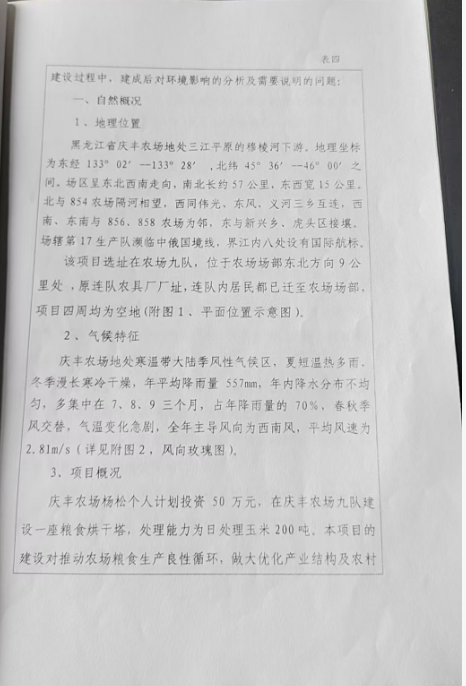 表四
建设过程中、建成后对环境影响的分析及需要说明的问题:
一、自然概况
1、地理位置
黑龙江省庆丰农场地处三江平原的穆棱河下游。地理坐标
为东经 133° 02′ —133° 28′ ,北纬 45° 36′ —46° 00′ 之
间。场区呈东北西南走向, 南北长约 57 公里, 东西宽 15 公里。
北与 854 农场隔河相望。西同伟光, 东风、义河三乡互连, 西
南、东南与 856、858 农场为邻, 东与新兴乡、虎头区接壤。
场辖第 17 生产队濒临中俄国境线, 界江内八处设有国际航标。
该项目选址在农场九队, 位于农场场部东北方向 9 公
里处 , 原连队农具厂厂址, 连队内居民都已迁至农场场部。
项目四周均为空地(附图 1、平面位置示意图)。
2、气候特征
庆丰农场地处寒温带大陆季风性气候区, 夏短温热多雨,
冬季漫长寒冷干燥, 年平均降雨量 557mm, 年内降水分布不均
匀, 多集中在 7、8、9 三个月, 占年降雨量的 70%。春秋季
风交替, 气温变化急剧, 全年主导风向为西南风, 平均风速为
2.81m/s (详见附图 2 , 风向玫瑰图)。
3、项目概况
庆丰农场杨松个人计划投资 50 万元, 在庆丰农场九队建
设一座粮食烘干塔, 处理能力为日处理玉米 200 吨。本项目的
建设对推动农场粮食生产良性循环, 做大优化产业结构及农村